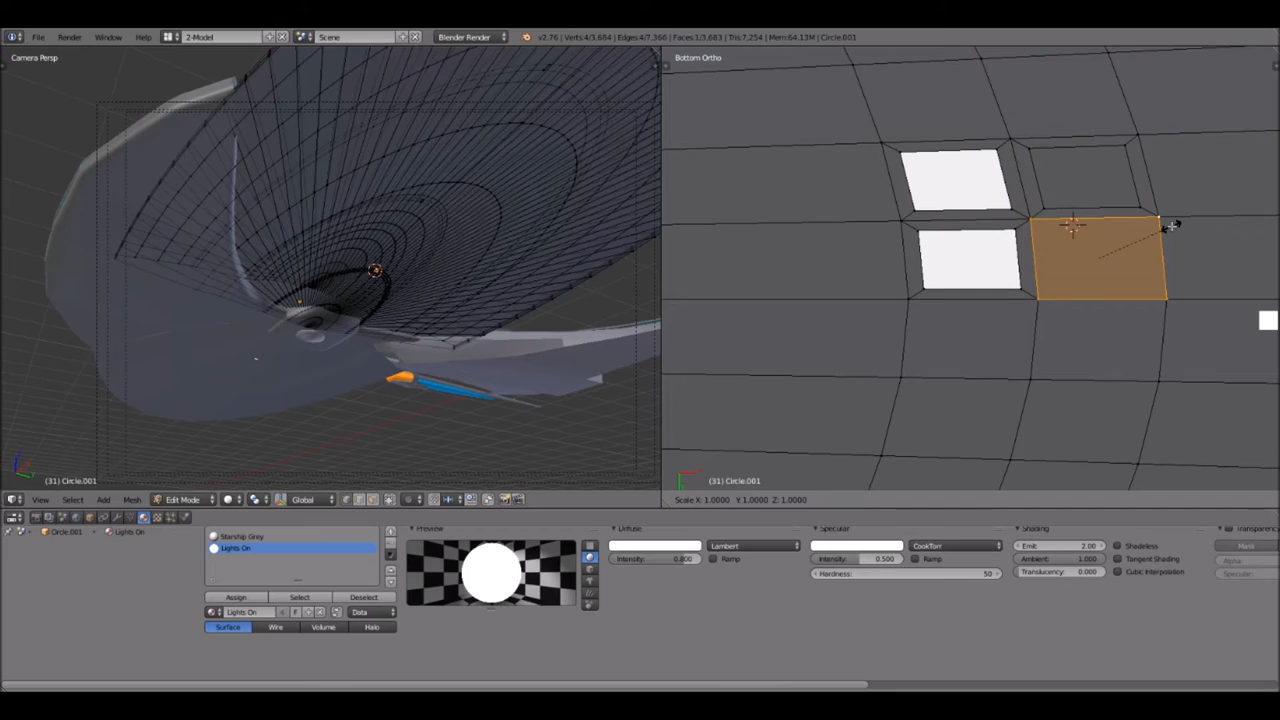 File Render Window Help 2-Model Scene Blender Render v2.76 | Verts:4/3,684 | Edges:4/7,366 | Faces:1/3,683 | Tris:7,254 | Mem:64.13M | Circle.001
Camera Persp
Bottom Ortho
(31) Circle.001
(31) Circle.001
View Select Add Mesh Edit Mode Global
Scale X: 1.0000 Y: 1.0000 Z: 1.0000
Circle.001 Lights On
Starship Grey
Lights On
Assign Select Deselect
Lights On F Data
Surface Wire Volume Halo
Preview
Diffuse
Lambert
Intensity: 0.800 Ramp
Specular
CookTorr
Intensity: 0.500 Ramp
Hardness: 50
Shading
Emit: 2.00 Shadeless
Ambient: 1.000 Tangent Shading
Translucency: 0.000 Cubic Interpolation
Transparency
Mask
Alpha:
Specular: